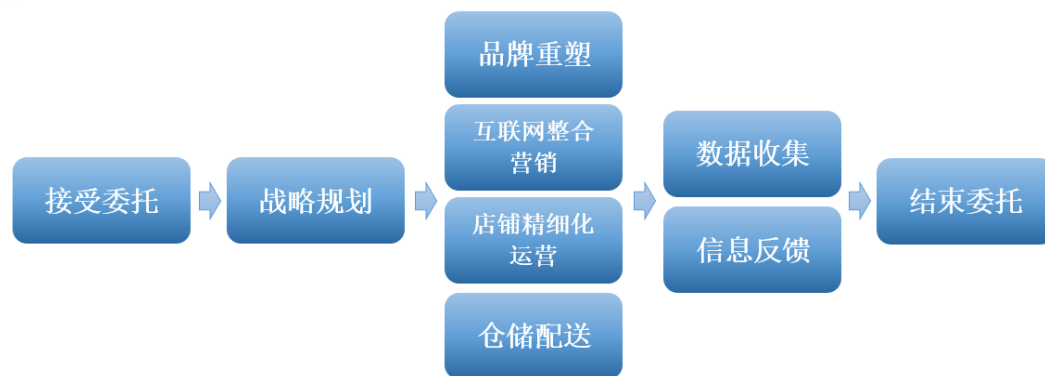 接受委托
战略规划
品牌重塑
互联网整合
营销
店铺精细化
运营
仓储配送
数据收集
信息反馈
结束委托